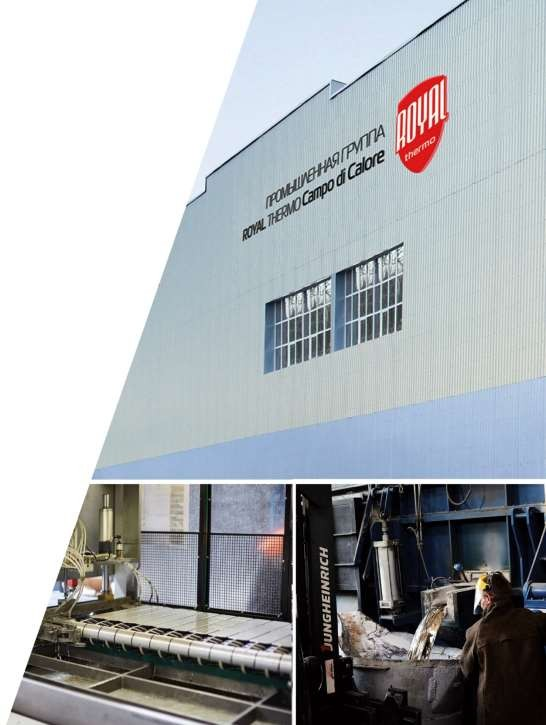 ROYAL
thermo
ПРОМЫШЛЕННАЯ ГРУППА
ROYAL THERMO Campo di Calore
JUNGHEINRICH